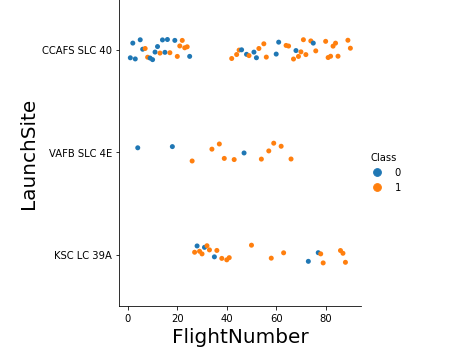 CCAFS SLC 40
VAFB SLC 4E
KSC LC 39A
LaunchSite
0 20 40 60 80
FlightNumber
Class
0
1